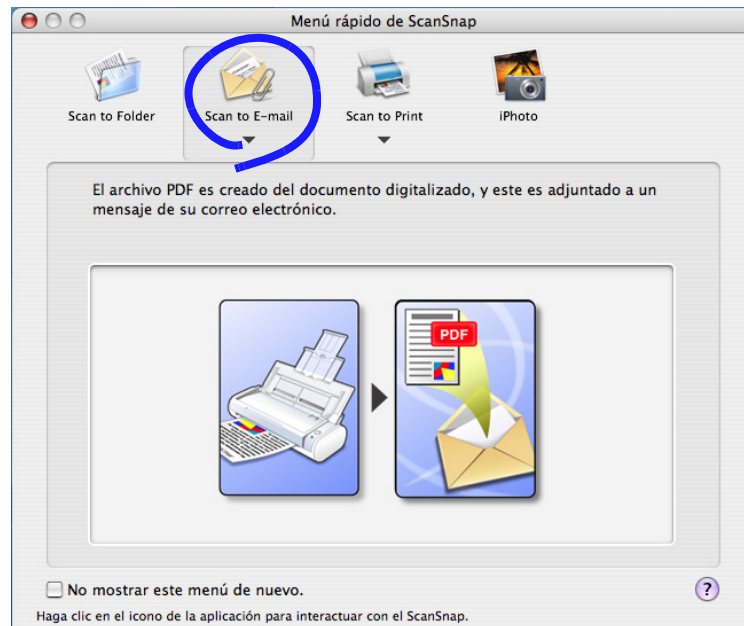 Menú rápido de ScanSnap
Scan to Folder
Scan to E-mail
Scan to Print
iPhoto
El archivo PDF es creado del documento digitalizado, y este es adjuntado a un
mensaje de su correo electrónico.
PDF
No mostrar este menú de nuevo.
?
Haga clic en el icono de la aplicación para interactuar con el ScanSnap.